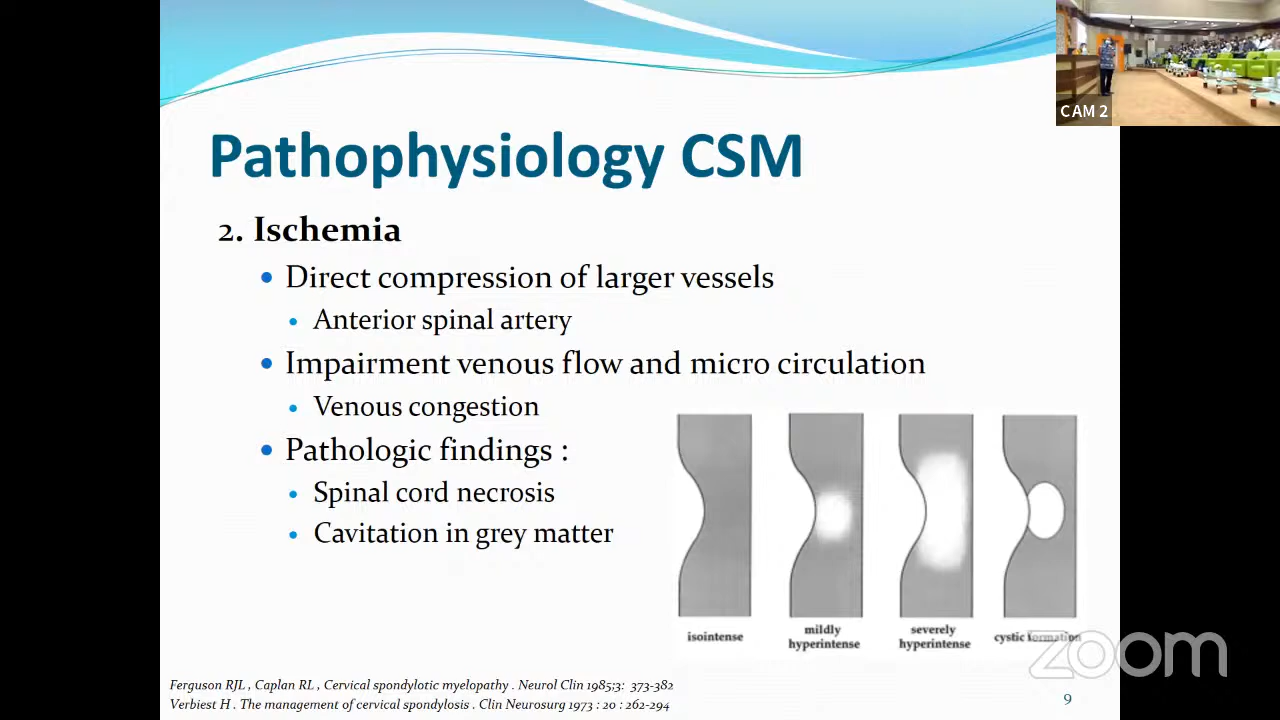 CAM 2
Pathophysiology CSM
2. Ischemia
• Direct compression of larger vessels
• Anterior spinal artery
• Impairment venous flow and micro circulation
• Venous congestion
• Pathologic findings :
• Spinal cord necrosis
• Cavitation in grey matter
isointense
mildly
hyperintense
severely
hyperintense
cystic formation
zoom
Ferguson RJL , Caplan RL , Cervical spondylotic myelopathy . Neurol Clin 1985;3: 373-382
Verbiest H . The management of cervical spondylosis . Clin Neurosurg 1973 : 20 : 262-294
9